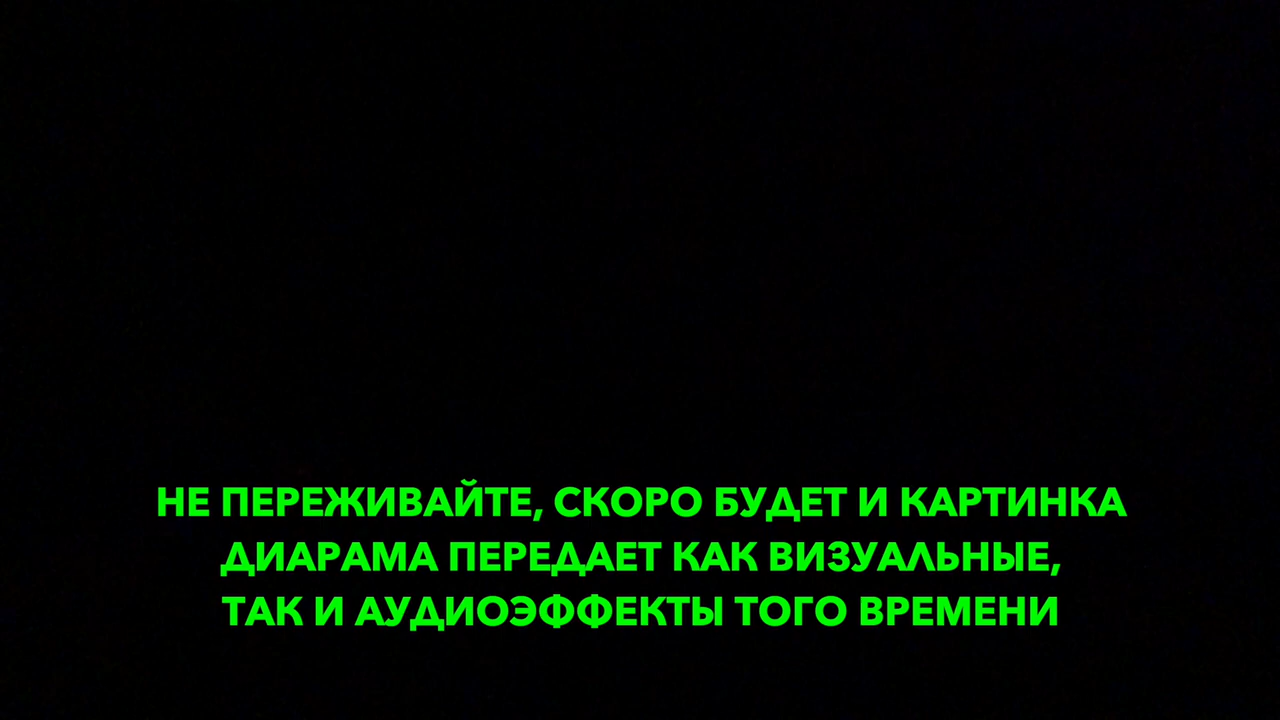 НЕ ПЕРЕЖИВАЙТЕ, СКОРО БУДЕТ И КАРТИНКА
ДИАРАМА ПЕРЕДАЕТ КАК ВИЗУАЛЬНЫЕ,
ТАК И АУДИОЭФФЕКТЫ ТОГО ВРЕМЕНИ